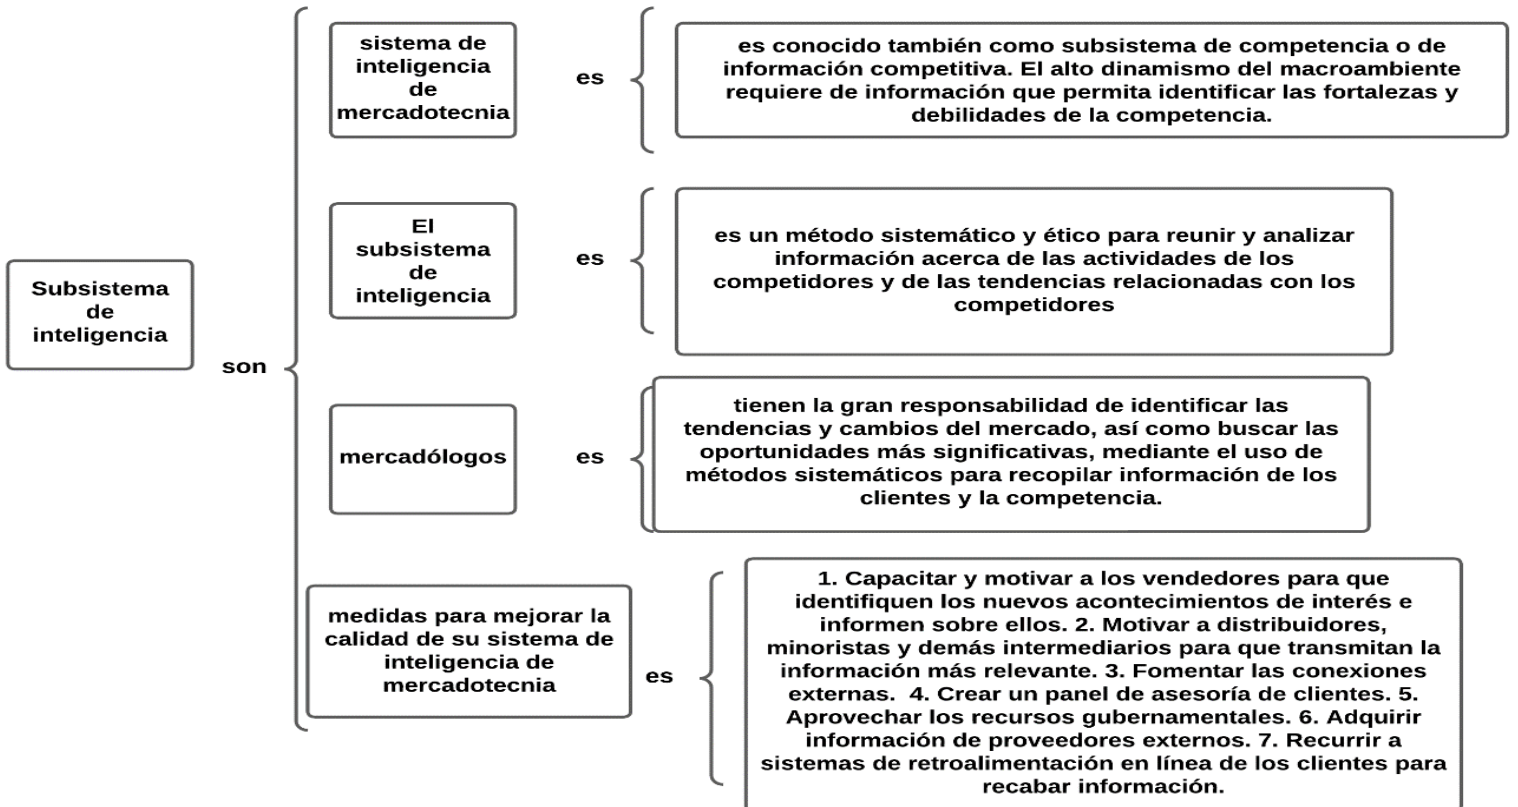 Subsistema
de
inteligencia
son
sistema de
inteligencia
de
mercadotecnia
es
es conocido también como subsistema de competencia o de
información competitiva. El alto dinamismo del macroambiente
requiere de información que permita identificar las fortalezas y
debilidades de la competencia.
El
subsistema
de
inteligencia
es
es un método sistemático y ético para reunir y analizar
información acerca de las actividades de los
competidores y de las tendencias relacionadas con los
competidores
mercadólogos
es
tienen la gran responsabilidad de identificar las
tendencias y cambios del mercado, así como buscar las
oportunidades más significativas, mediante el uso de
métodos sistemáticos para recopilar información de los
clientes y la competencia.
medidas para mejorar la
calidad de su sistema de
inteligencia de
mercadotecnia
es
1. Capacitar y motivar a los vendedores para que
identifiquen los nuevos acontecimientos de interés e
informen sobre ellos. 2. Motivar a distribuidores,
minoristas y demás intermediarios para que transmitan la
información más relevante. 3. Fomentar las conexiones
externas. 4. Crear un panel de asesoría de clientes. 5.
Aprovechar los recursos gubernamentales. 6. Adquirir
información de proveedores externos. 7. Recurrir a
sistemas de retroalimentación en línea de los clientes para
recabar información.